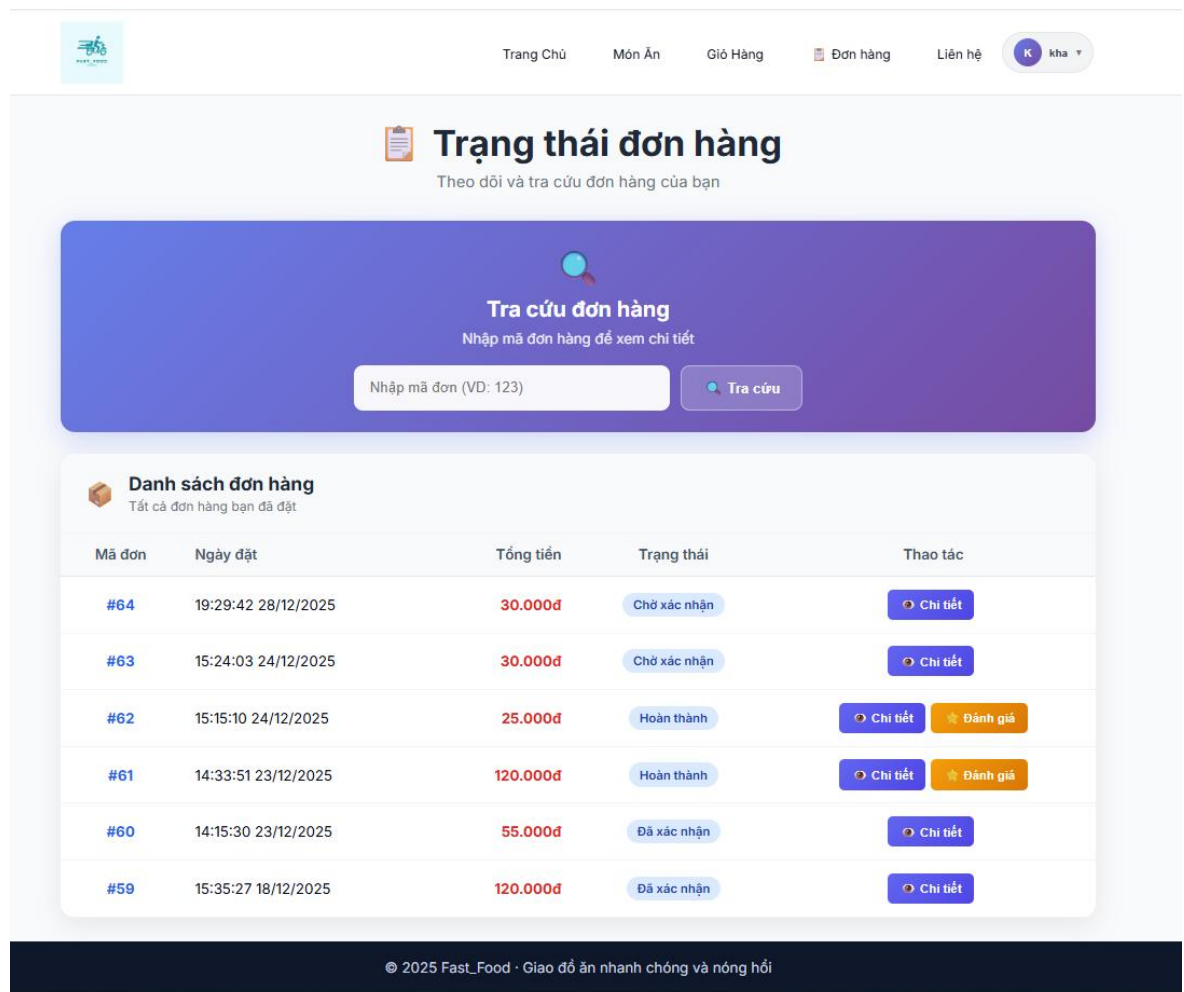 FAST_FOOD
Trang Chủ Món Ăn Giỏ Hàng 📋 Đơn hàng Liên hệ K kha ▼
📋 Trạng thái đơn hàng
Theo dõi và tra cứu đơn hàng của bạn
Tra cứu đơn hàng
Nhập mã đơn hàng để xem chi tiết
Nhập mã đơn (VD: 123) 🔍 Tra cứu
Danh sách đơn hàng
Tất cả đơn hàng bạn đã đặt
Mã đơn Ngày đặt Tổng tiền Trạng thái Thao tác
#64 19:29:42 28/12/2025 30.000đ Chờ xác nhận 👁 Chi tiết
#63 15:24:03 24/12/2025 30.000đ Chờ xác nhận 👁 Chi tiết
#62 15:15:10 24/12/2025 25.000đ Hoàn thành 👁 Chi tiết ⭐ Đánh giá
#61 14:33:51 23/12/2025 120.000đ Hoàn thành 👁 Chi tiết ⭐ Đánh giá
#60 14:15:30 23/12/2025 55.000đ Đã xác nhận 👁 Chi tiết
#59 15:35:27 18/12/2025 120.000đ Đã xác nhận 👁 Chi tiết
© 2025 Fast_Food · Giao đồ ăn nhanh chóng và nóng hổi